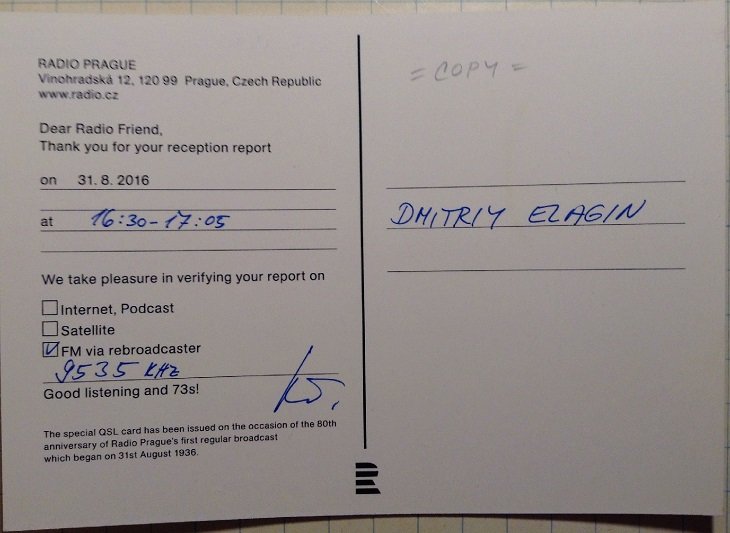 RADIO PRAGUE
Vinohradská 12, 120 99 Prague, Czech Republic
www.radio.cz
Dear Radio Friend,
Thank you for your reception report
on 31. 8. 2016
at 16:30-17:05
We take pleasure in verifying your report on
Internet, Podcast
Satellite
FM via rebroadcaster
9535 KHz
Good listening and 73s!
The special QSL card has been issued on the occasion of the 80th
anniversary of Radio Prague's first regular broadcast
which began on 31st August 1936.
= COPY =
DMITRIY ELAGIN